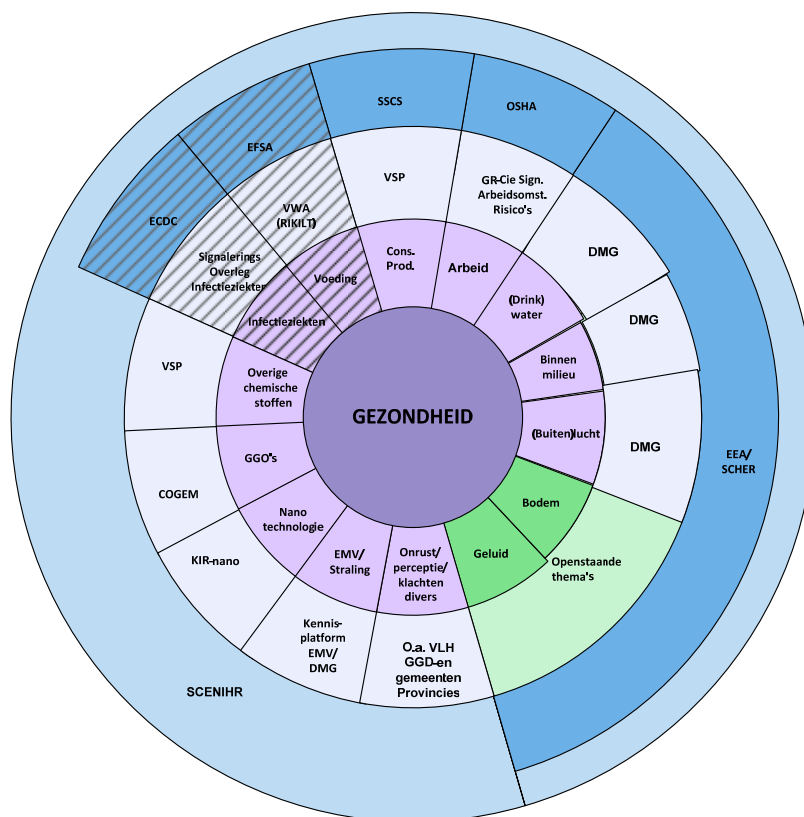 SSCS
OSHA
EFSA
ECDC
EEA/
SCHER
SCENIHR
VSP
GR-Cie Sign.
Arbeidsomst.
Risico's
DMG
DMG
DMG
Openstaande
thema's
O.a. VLH
GGD-en
gemeenten
Provincies
Kennis-
platform
EMV/
DMG
KIR-nano
COGEM
VSP
Signalerings
Overleg
Infectieziekten
VWA
(RIKILT)
Cons.
Prod.
Arbeid
(Drink)
water
Binnen
milieu
(Buiten)lucht
Bodem
Geluid
Onrust/
perceptie/
klachten
divers
EMV/
Straling
Nano
technologie
GGO's
Overige
chemische
stoffen
Infectieziekten
Voeding
GEZONDHEID